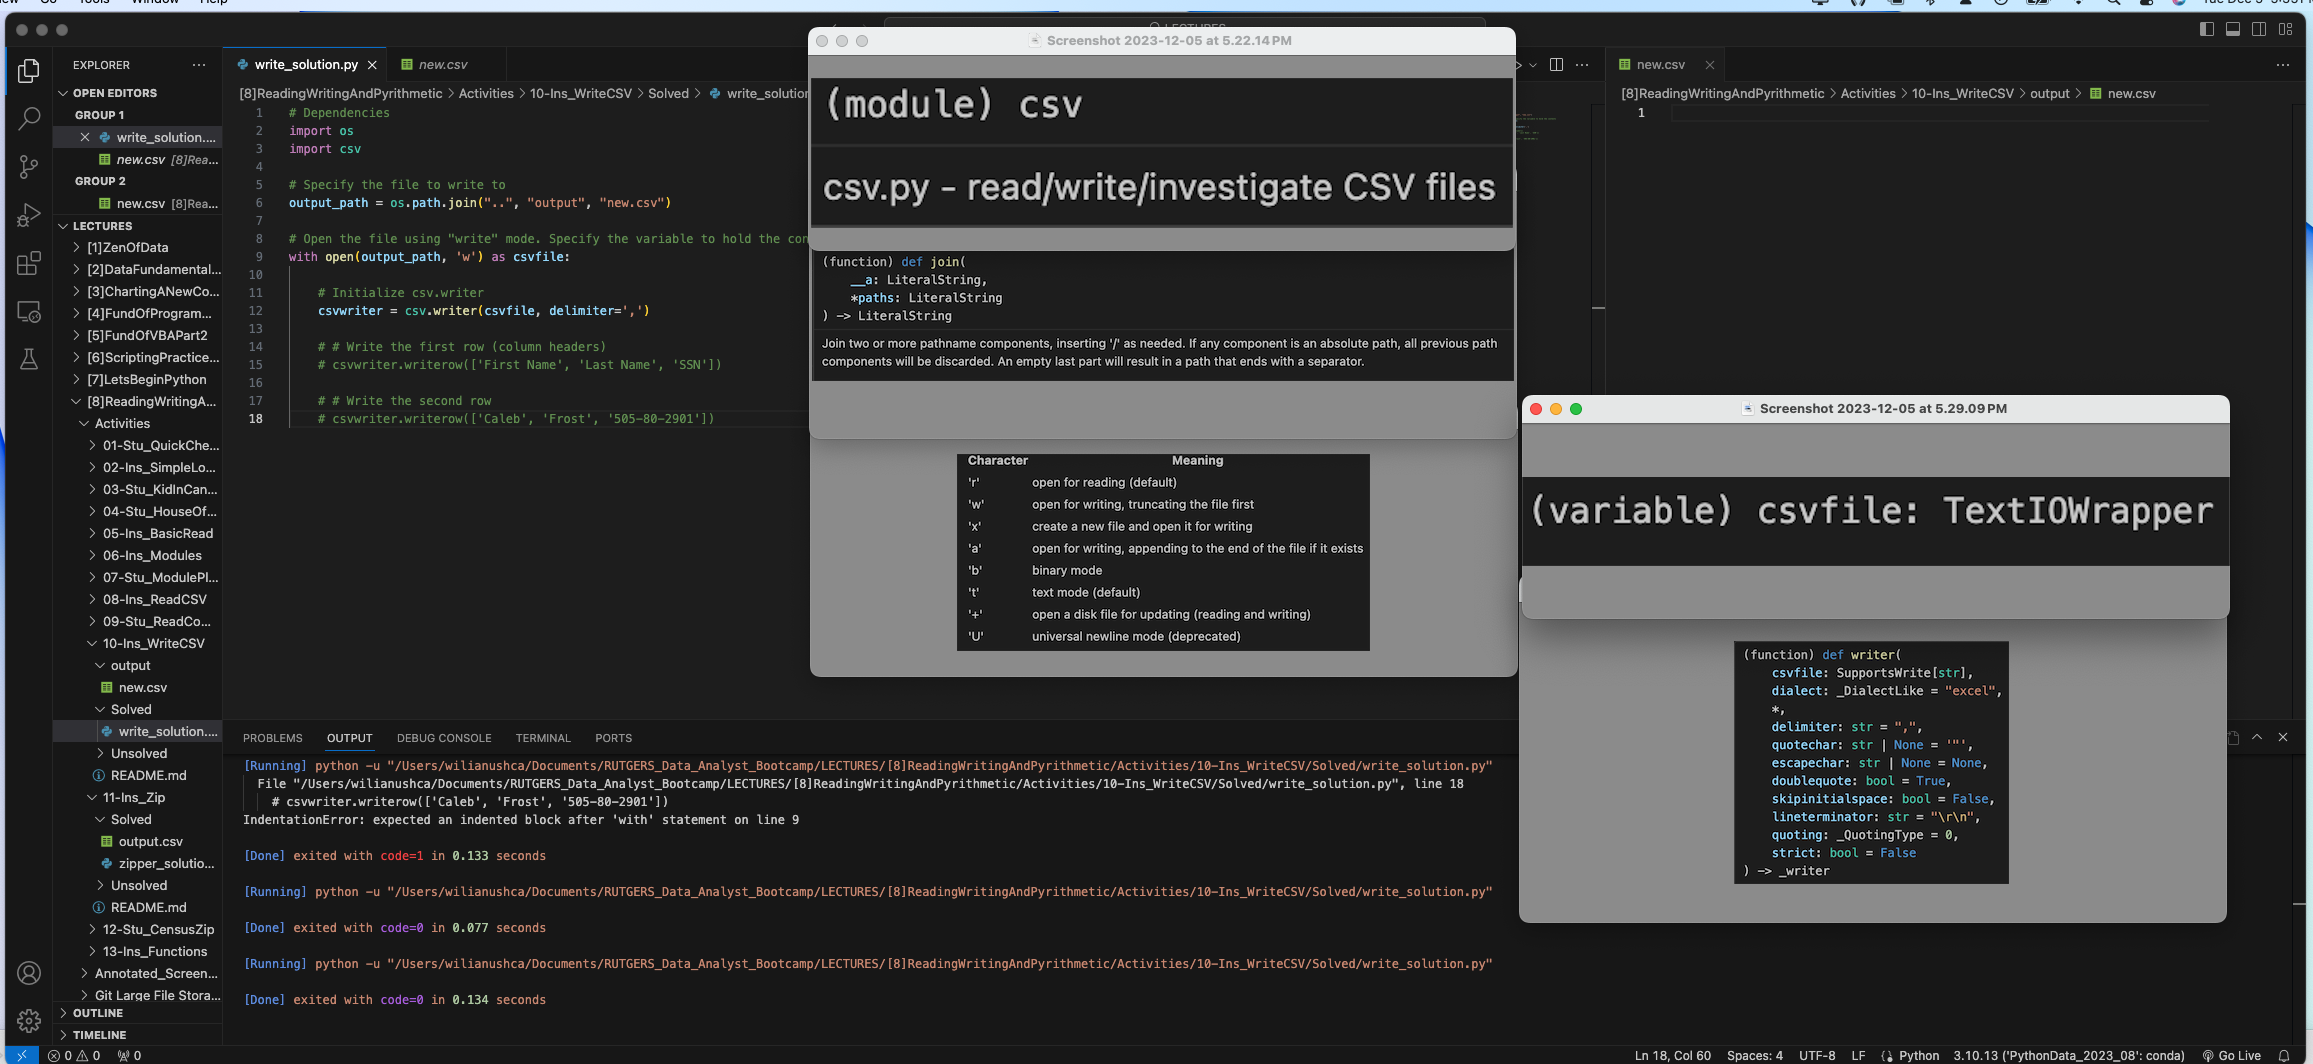 Go Tools Window Help
Tue Dec 5
LECTURES
EXPLORER
OPEN EDITORS
GROUP 1
write_solution....
new.csv [8]Rea...
GROUP 2
new.csv [8]Rea...
LECTURES
[1]ZenOfData
[2]DataFundamental...
[3]ChartingANewCo...
[4]FundOfProgram...
[5]FundOfVBAPart2
[6]ScriptingPractice...
[7]LetsBeginPython
[8]ReadingWritingA...
Activities
01-Stu_QuickChe...
02-Ins_SimpleLo...
03-Stu_KidInCan...
04-Stu_HouseOf...
05-Ins_BasicRead
06-Ins_Modules
07-Stu_ModulePl...
08-Ins_ReadCSV
09-Stu_ReadCo...
10-Ins_WriteCSV
output
new.csv
Solved
write_solution....
Unsolved
README.md
11-Ins_Zip
Solved
output.csv
zipper_solutio...
Unsolved
README.md
12-Stu_CensusZip
13-Ins_Functions
Annotated_Screen...
Git Large File Stora...
OUTLINE
TIMELINE
write_solution.py
new.csv
[8]ReadingWritingAndPyrithmetic > Activities > 10-Ins_WriteCSV > Solved > write_solution
1 # Dependencies
2 import os
3 import csv
4
5 # Specify the file to write to
6 output_path = os.path.join("..", "output", "new.csv")
7
8 # Open the file using "write" mode. Specify the variable to hold the con
9 with open(output_path, 'w') as csvfile:
10
11 # Initialize csv.writer
12 csvwriter = csv.writer(csvfile, delimiter=',')
13
14 # # Write the first row (column headers)
15 # csvwriter.writerow(['First Name', 'Last Name', 'SSN'])
16
17 # # Write the second row
18 # csvwriter.writerow(['Caleb', 'Frost', '505-80-2901'])
Screenshot 2023-12-05 at 5.22.14 PM
(module) csv
csv.py - read/write/investigate CSV files
(function) def join(
__a: LiteralString,
*paths: LiteralString
) -> LiteralString
Join two or more pathname components, inserting '/' as needed. If any component is an absolute path, all previous path
components will be discarded. An empty last part will result in a path that ends with a separator.
Character Meaning
'r' open for reading (default)
'w' open for writing, truncating the file first
'x' create a new file and open it for writing
'a' open for writing, appending to the end of the file if it exists
'b' binary mode
't' text mode (default)
'+' open a disk file for updating (reading and writing)
'U' universal newline mode (deprecated)
new.csv
[8]ReadingWritingAndPyrithmetic > Activities > 10-Ins_WriteCSV > output > new.csv
1
Screenshot 2023-12-05 at 5.29.09 PM
(variable) csvfile: TextIOWrapper
(function) def writer(
csvfile: SupportsWrite[str],
dialect: _DialectLike = "excel",
*,
delimiter: str = ",",
quotechar: str | None = '"',
escapechar: str | None = None,
doublequote: bool = True,
skipinitialspace: bool = False,
lineterminator: str = "\r\n",
quoting: _QuotingType = 0,
strict: bool = False
) -> _writer
PROBLEMS OUTPUT DEBUG CONSOLE TERMINAL PORTS
[Running] python -u "/Users/wilianushca/Documents/RUTGERS_Data_Analyst_Bootcamp/LECTURES/[8]ReadingWritingAndPyrithmetic/Activities/10-Ins_WriteCSV/Solved/write_solution.py"
File "/Users/wilianushca/Documents/RUTGERS_Data_Analyst_Bootcamp/LECTURES/[8]ReadingWritingAndPyrithmetic/Activities/10-Ins_WriteCSV/Solved/write_solution.py", line 18
# csvwriter.writerow(['Caleb', 'Frost', '505-80-2901'])
IndentationError: expected an indented block after 'with' statement on line 9
[Done] exited with code=1 in 0.133 seconds
[Running] python -u "/Users/wilianushca/Documents/RUTGERS_Data_Analyst_Bootcamp/LECTURES/[8]ReadingWritingAndPyrithmetic/Activities/10-Ins_WriteCSV/Solved/write_solution.py"
[Done] exited with code=0 in 0.077 seconds
[Running] python -u "/Users/wilianushca/Documents/RUTGERS_Data_Analyst_Bootcamp/LECTURES/[8]ReadingWritingAndPyrithmetic/Activities/10-Ins_WriteCSV/Solved/write_solution.py"
[Done] exited with code=0 in 0.134 seconds
0 0 0
Ln 18, Col 60 Spaces: 4 UTF-8 LF Python 3.10.13 ('PythonData_2023_08': conda) Go Live